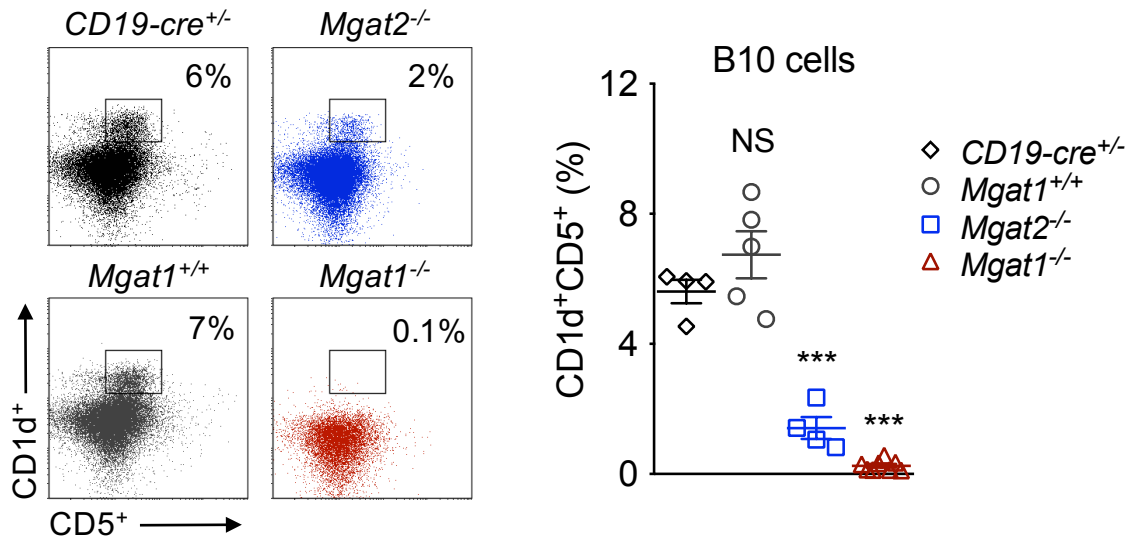 CD19-cre+/- Mgat2-/-
6% 2%
Mgat1+/+ Mgat1-/-
7% 0.1%
CD1d+
CD5+
B10 cells
CD1d+CD5+ (%)
12
8
4
0
NS
***
***
CD19-cre+/-
Mgat1+/+
Mgat2-/-
Mgat1-/-